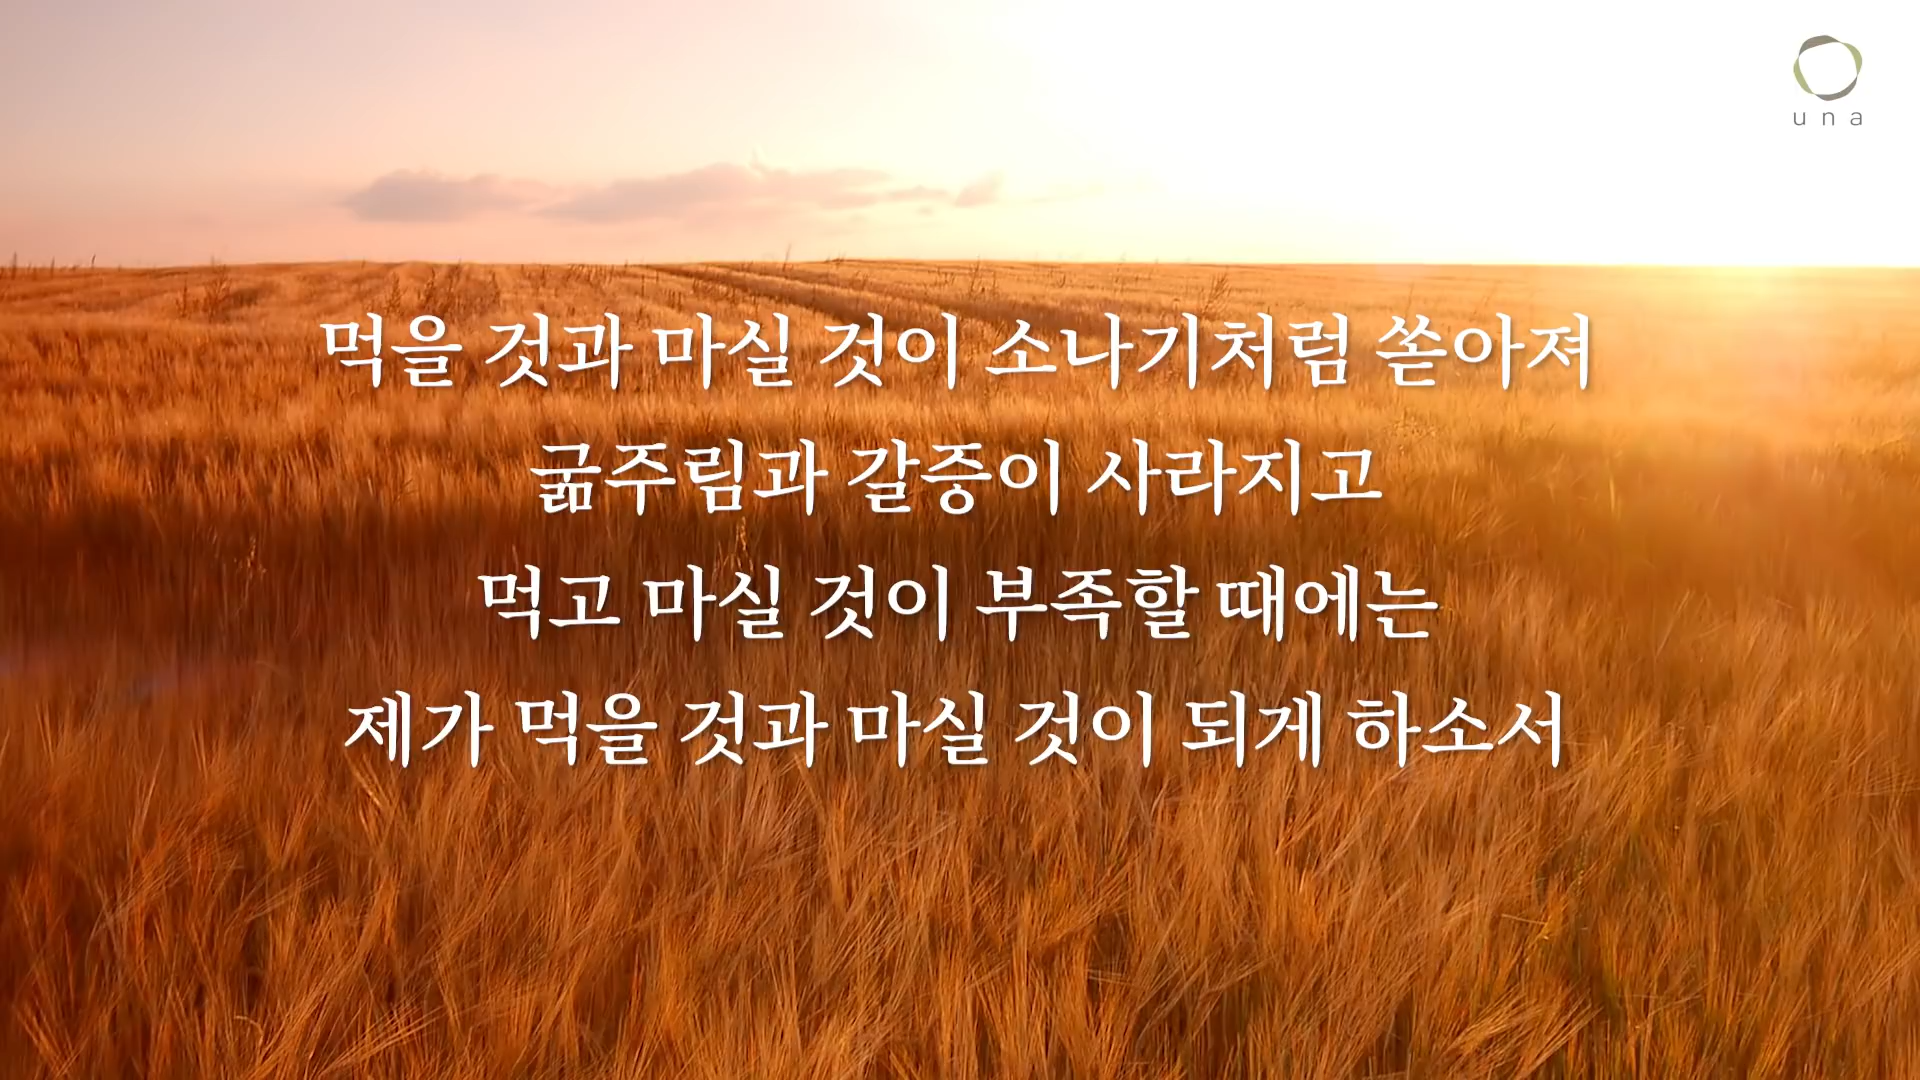 una
먹을 것과 마실 것이 소나기처럼 쏟아져
굶주림과 갈증이 사라지고
먹고 마실 것이 부족할 때에는
제가 먹을 것과 마실 것이 되게 하소서